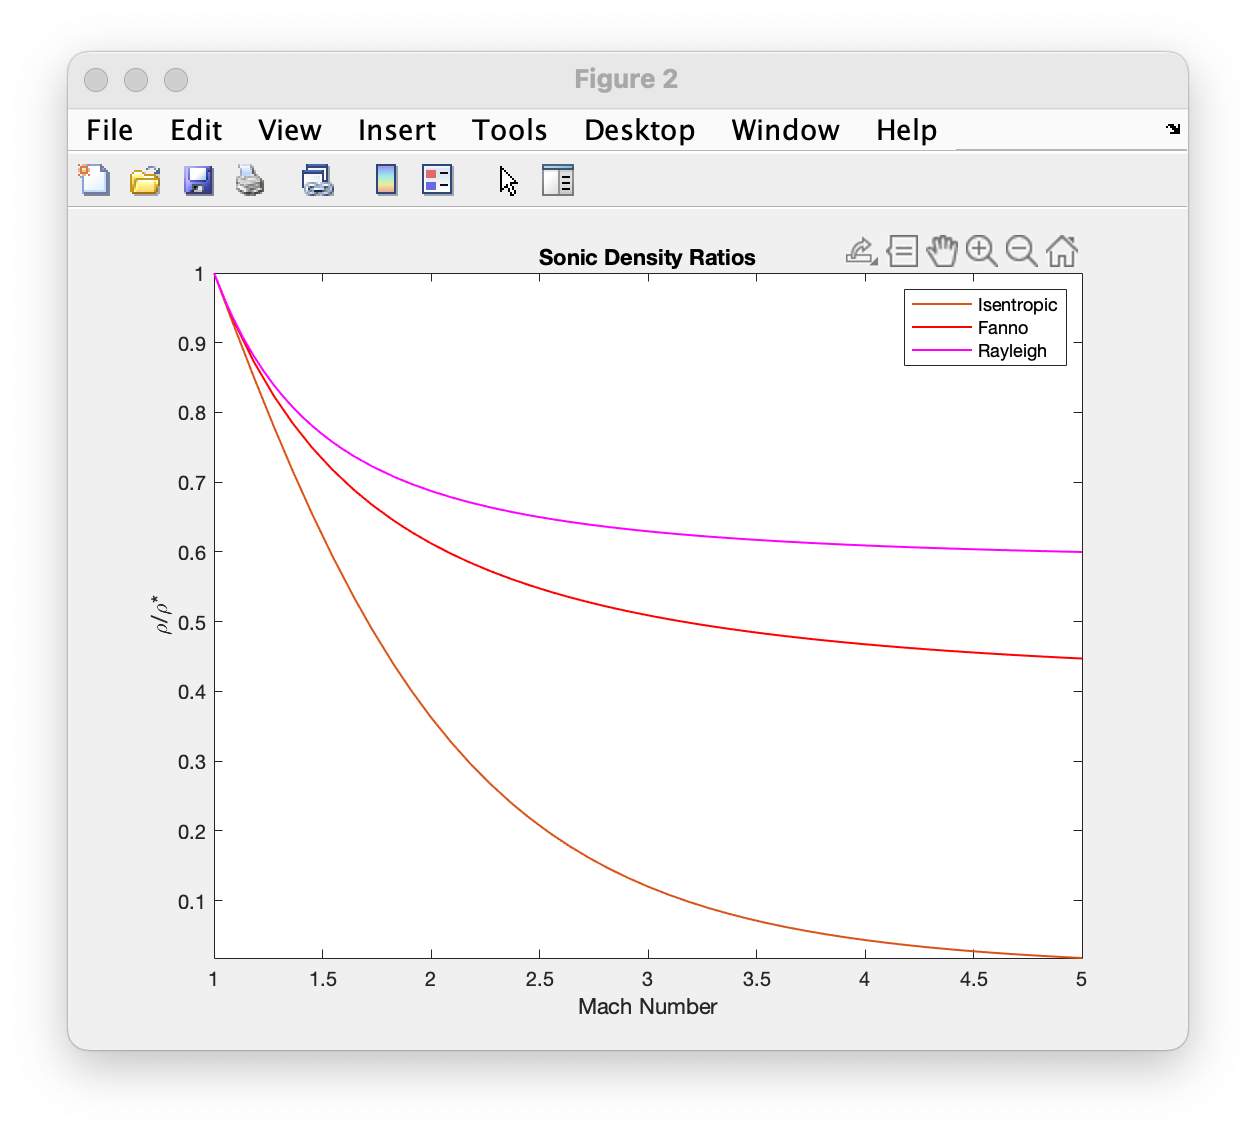 Figure 2
File Edit View Insert Tools Desktop Window Help
Sonic Density Ratios
Isentropic
Fanno
Rayleigh
1
0.9
0.8
0.7
0.6
0.5
0.4
0.3
0.2
0.1
ρ/ρ*
1 1.5 2 2.5 3 3.5 4 4.5 5
Mach Number